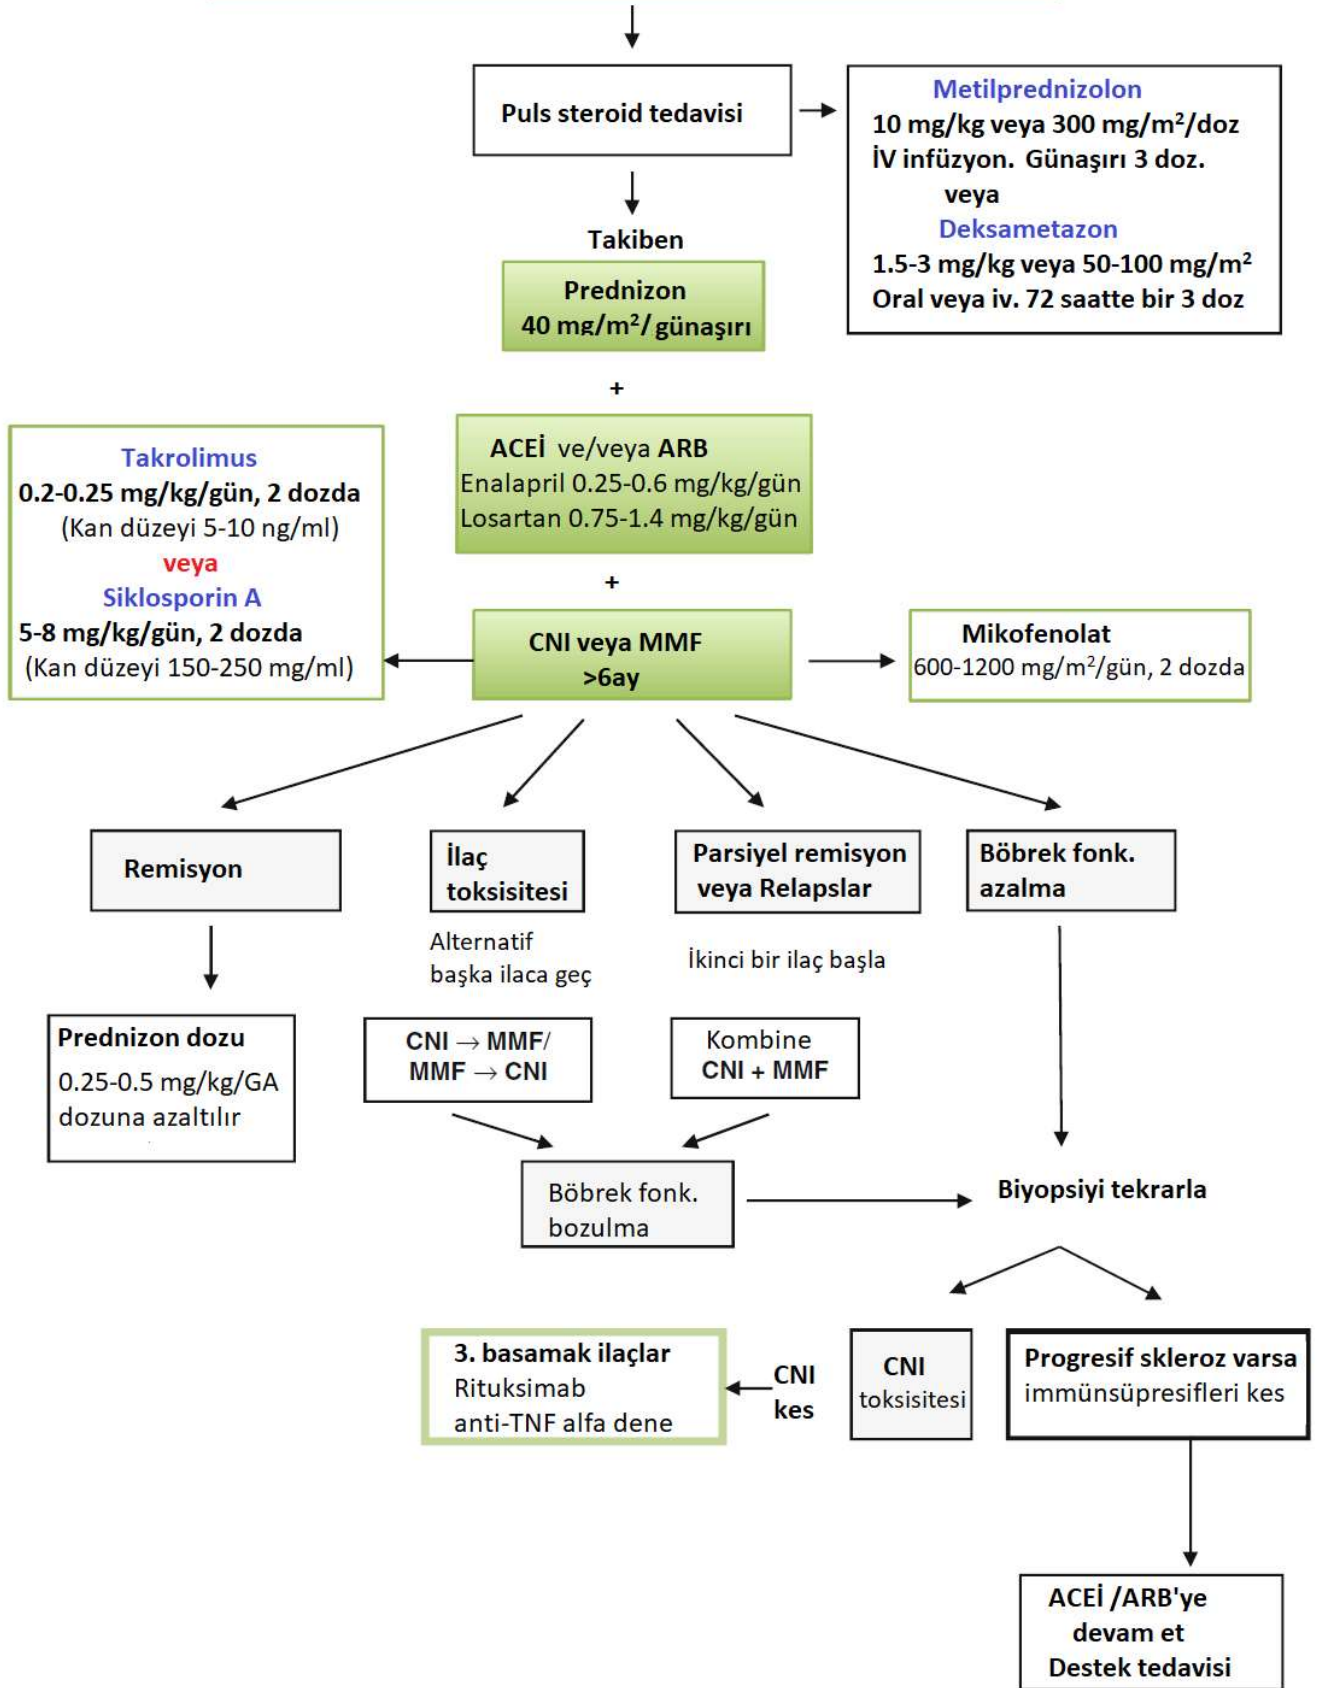 Puls steroid tedavisi
Metilprednizolon
10 mg/kg veya 300 mg/m²/doz
İV infüzyon. Günaşırı 3 doz.
veya
Deksametazon
1.5-3 mg/kg veya 50-100 mg/m²
Oral veya iv. 72 saatte bir 3 doz
Takiben
Prednizon
40 mg/m²/ günaşırı
+
ACEİ ve/veya ARB
Enalapril 0.25-0.6 mg/kg/gün
Losartan 0.75-1.4 mg/kg/gün
+
Takrolimus
0.2-0.25 mg/kg/gün, 2 dozda
(Kan düzeyi 5-10 ng/ml)
veya
Siklosporin A
5-8 mg/kg/gün, 2 dozda
(Kan düzeyi 150-250 mg/ml)
CNI veya MMF
>6ay
Mikofenolat
600-1200 mg/m²/gün, 2 dozda
Remisyon
İlaç
toksisitesi
Parsiyel remisyon
veya Relapslar
Böbrek fonk.
azalma
Alternatif
başka ilaca geç
İkinci bir ilaç başla
Prednizon dozu
0.25-0.5 mg/kg/GA
dozuna azaltılır
CNI → MMF/
MMF → CNI
Kombine
CNI + MMF
Böbrek fonk.
bozulma
Biyopsiyi tekrarla
3. basamak ilaçlar
Rituksimab
anti-TNF alfa dene
CNI
kes
CNI
toksisitesi
Progresif skleroz varsa
immünsüpresifleri kes
ACEİ /ARB'ye
devam et
Destek tedavisi